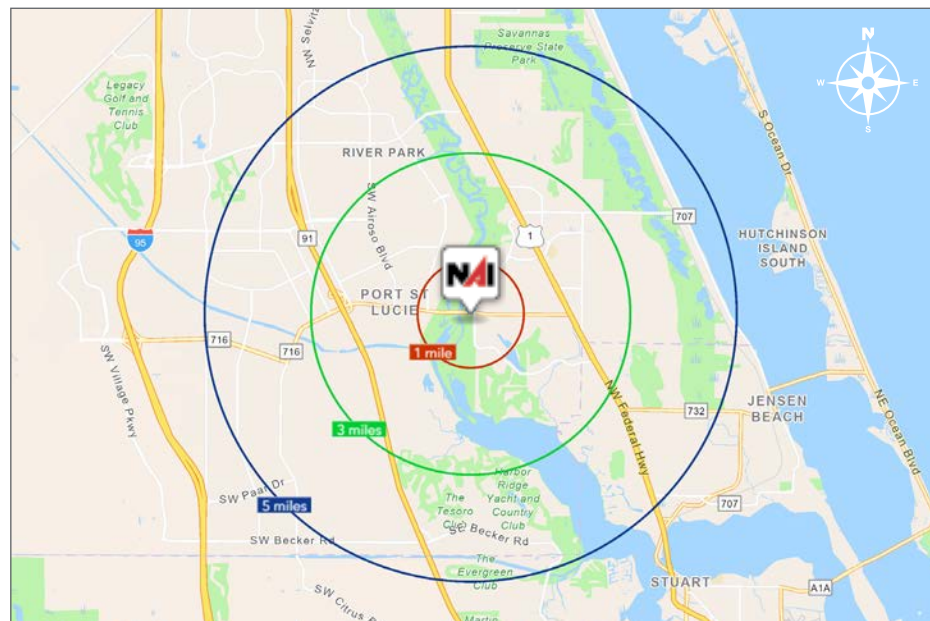 Savannas
Preserve State
Park
NW Selvitz
N
W
E
S
Legacy
Golf and
Tennis
Club
S Ocean Dr
RIVER PARK
SW Airoso Blvd
707
1
91
95
HUTCHINSON
ISLAND
SOUTH
NAI
PORT ST
LUCIE
716
716
1 mile
SW Village Pkwy
NW Federal Hwy
JENSEN
BEACH
732
NE Ocean Blvd
3 miles
Harbor
Ridge
Yacht and
Country
Club
SW Paar Dr
The
Tesoro
Club
707
5 miles
SE Becker Rd
SW Becker Rd
The
Evergreen
Club
STUART
A1A
SW Citrus
Martin